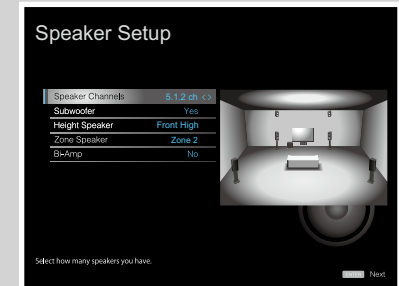 Speaker Setup
Speaker Channels 5.1.2 ch < >
Subwoofer Yes
Height Speaker Front High
Zone Speaker Zone 2
Bi-Amp No
Select how many speakers you have.
ENTER Next